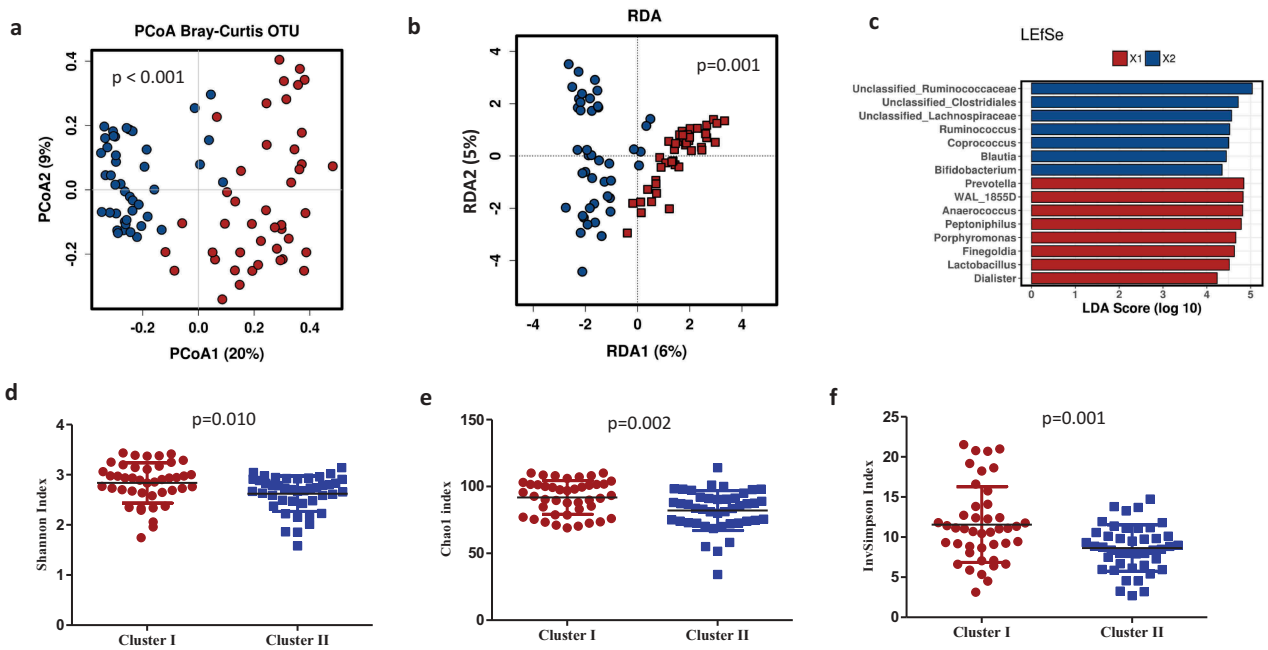 a
PCoA Bray-Curtis OTU
p < 0.001
0.4
0.2
0.0
-0.2
PCoA2 (9%)
-0.2
0.0
0.2
0.4
PCoA1 (20%)
b
RDA
p=0.001
4
2
0
-2
-4
RDA2 (5%)
-4
-2
0
2
4
RDA1 (6%)
c
LEfSe
X1
X2
Unclassified_Ruminococcaceae
Unclassified_Clostridiales
Unclassified_Lachnospiraceae
Ruminococcus
Coprococcus
Blautia
Bifidobacterium
Prevotella
WAL_1855D
Anaerococcus
Peptoniphilus
Porphyromonas
Finegoldia
Lactobacillus
Dialister
0
1
2
3
4
5
LDA Score (log 10)
d
p=0.010
4
3
2
1
0
Shannon Index
Cluster I
Cluster II
e
p=0.002
150
100
50
0
Chao1 index
Cluster I
Cluster II
f
p=0.001
25
20
15
10
5
0
InvSimpson Index
Cluster I
Cluster II